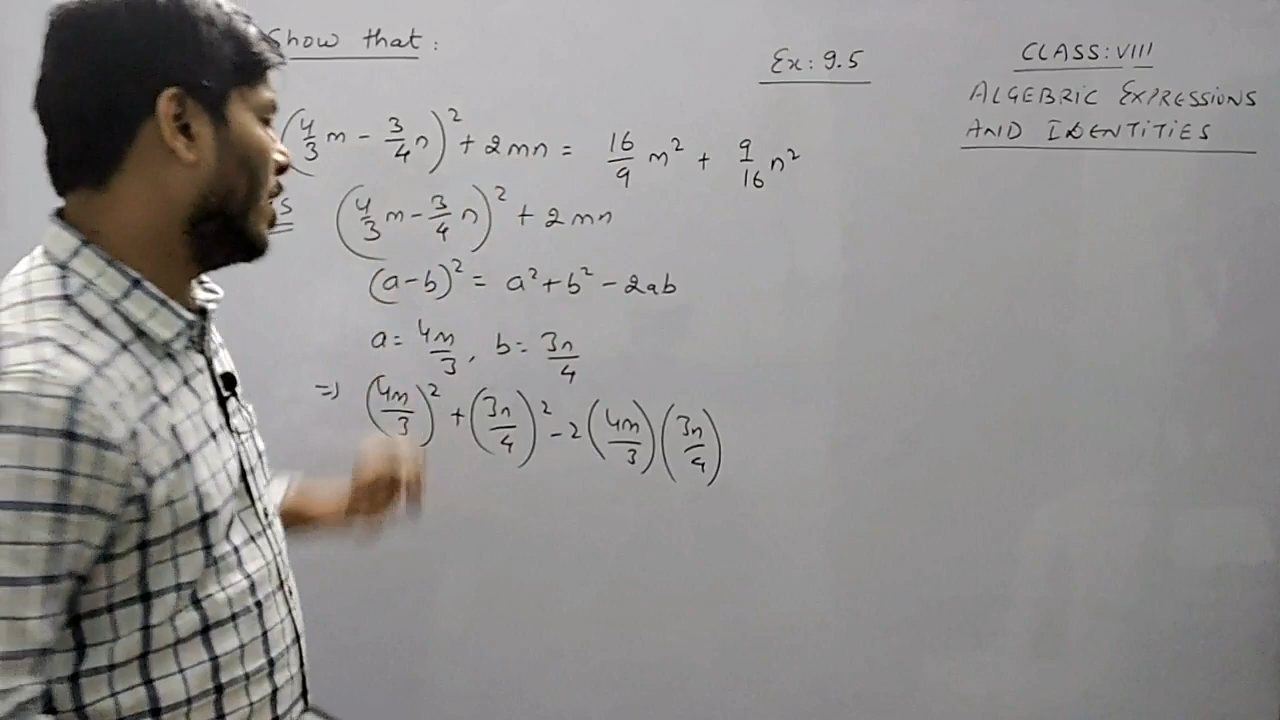 Show that:
Ex: 9.5
CLASS: VIII
ALGEBRIC EXPRESSIONS
AND IDENTITIES
(4/3 m - 3/4 n)² + 2mn = 16/9 m² + 9/16 n²
(4/3 m - 3/4 n)² + 2mn
(a-b)² = a² + b² - 2ab
a = 4m/3, b = 3n/4
=> (4m/3)² + (3n/4)² - 2(4m/3)(3n/4)